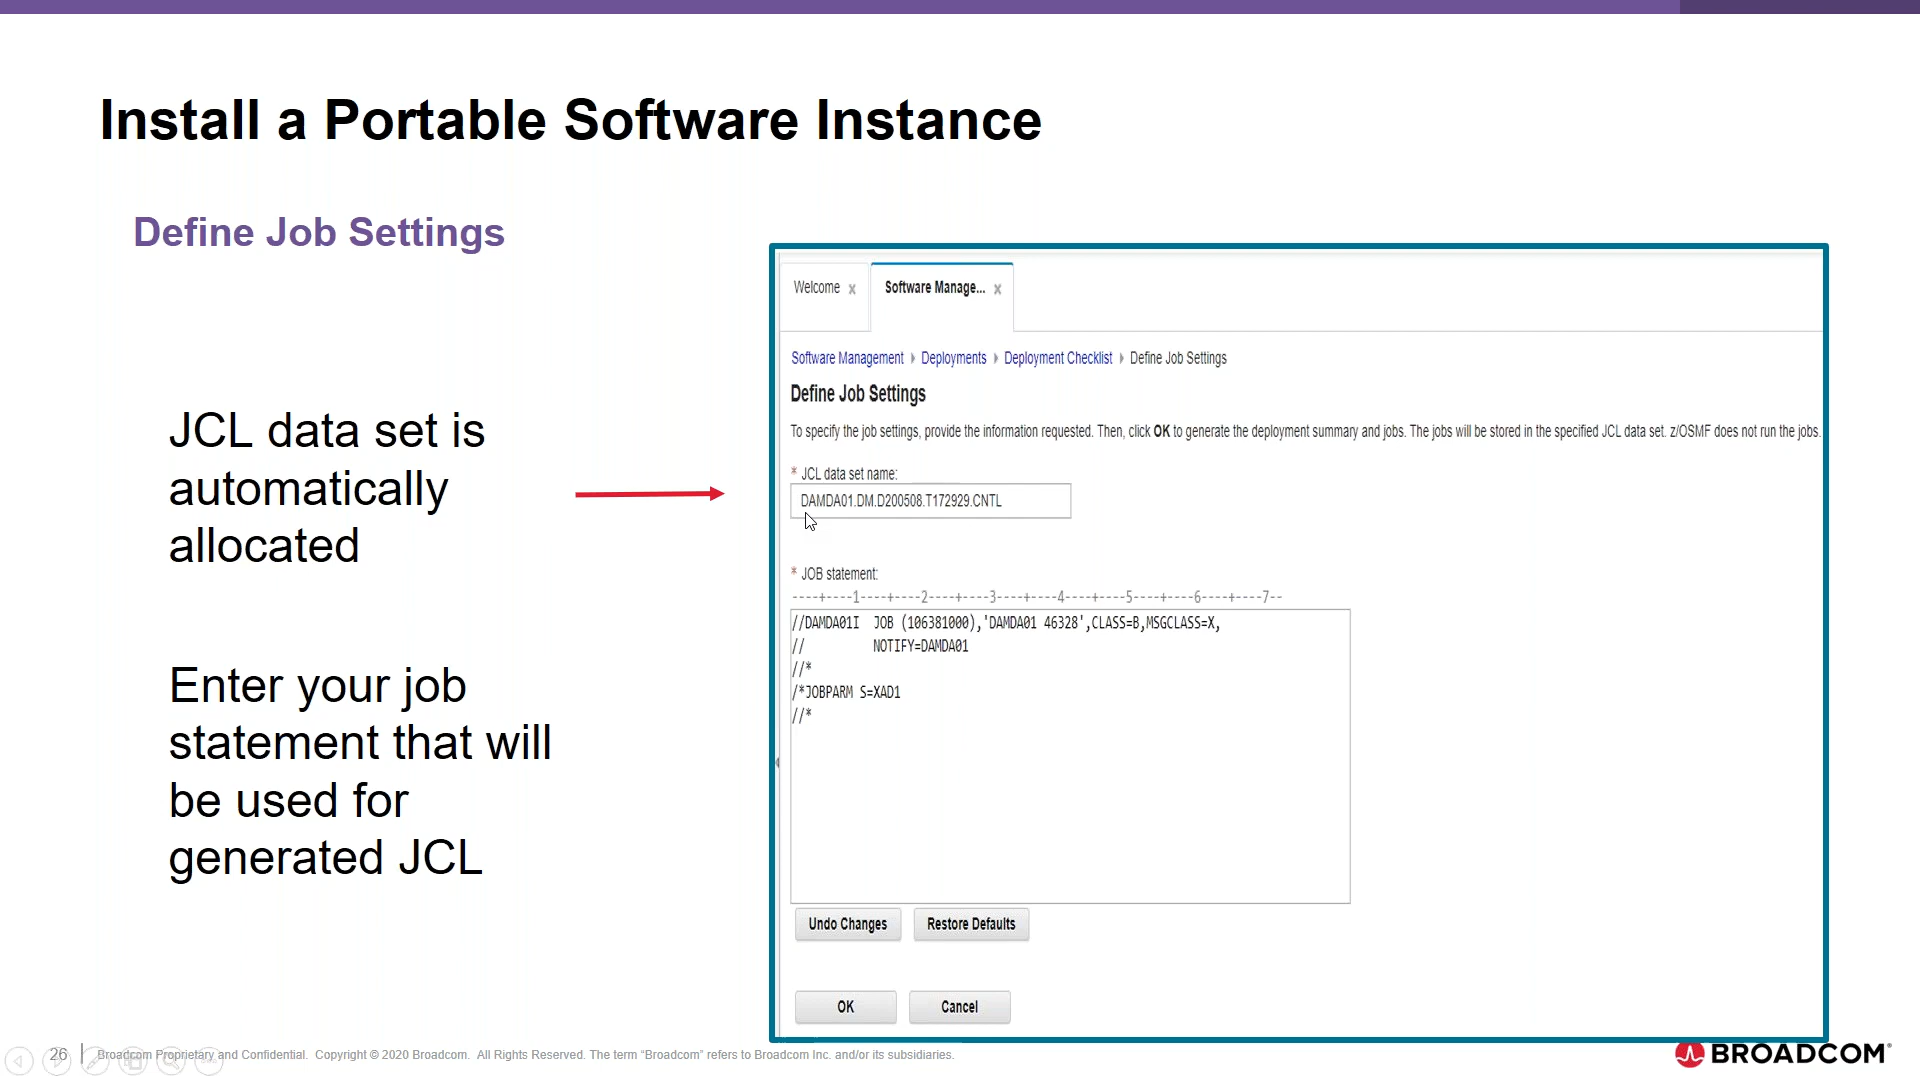 Install a Portable Software Instance
Define Job Settings
JCL data set is
automatically
allocated
Enter your job
statement that will
be used for
generated JCL
Welcome x
Software Manage... x
Software Management Deployments Deployment Checklist Define Job Settings
Define Job Settings
To specify the job settings, provide the information requested. Then, click OK to generate the deployment summary and jobs. The jobs will be stored in the specified JCL data set. z/OSMF does not run the jobs.
* JCL data set name:
DAMDA01.DM.D200508.T172929.CNTL
* JOB statement:
----+----1----+----2----+----3----+----4----+----5----+----6----+----7--
//DAMDA01I  JOB (106381000),'DAMDA01 46328',CLASS=B,MSGCLASS=X,
//          NOTIFY=DAMDA01
//*
/*JOBPARM S=XAD1
//*
Undo Changes
Restore Defaults
OK
Cancel
26
Broadcom Proprietary and Confidential. Copyright © 2020 Broadcom. All Rights Reserved. The term “Broadcom” refers to Broadcom Inc. and/or its subsidiaries.
BROADCOM®